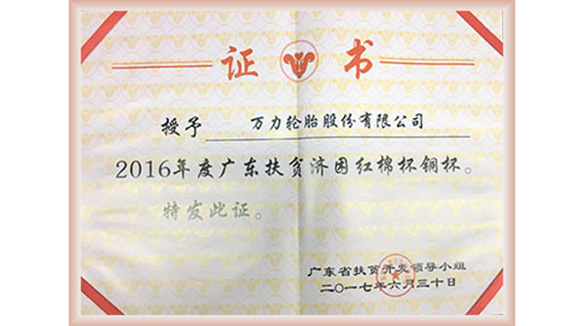 证书
授予 万力轮胎股份有限公司
2016年度广东扶贫济困红棉杯铜杯。
特发此证。
广东省扶贫开发领导小组
二〇一七年六月三十日